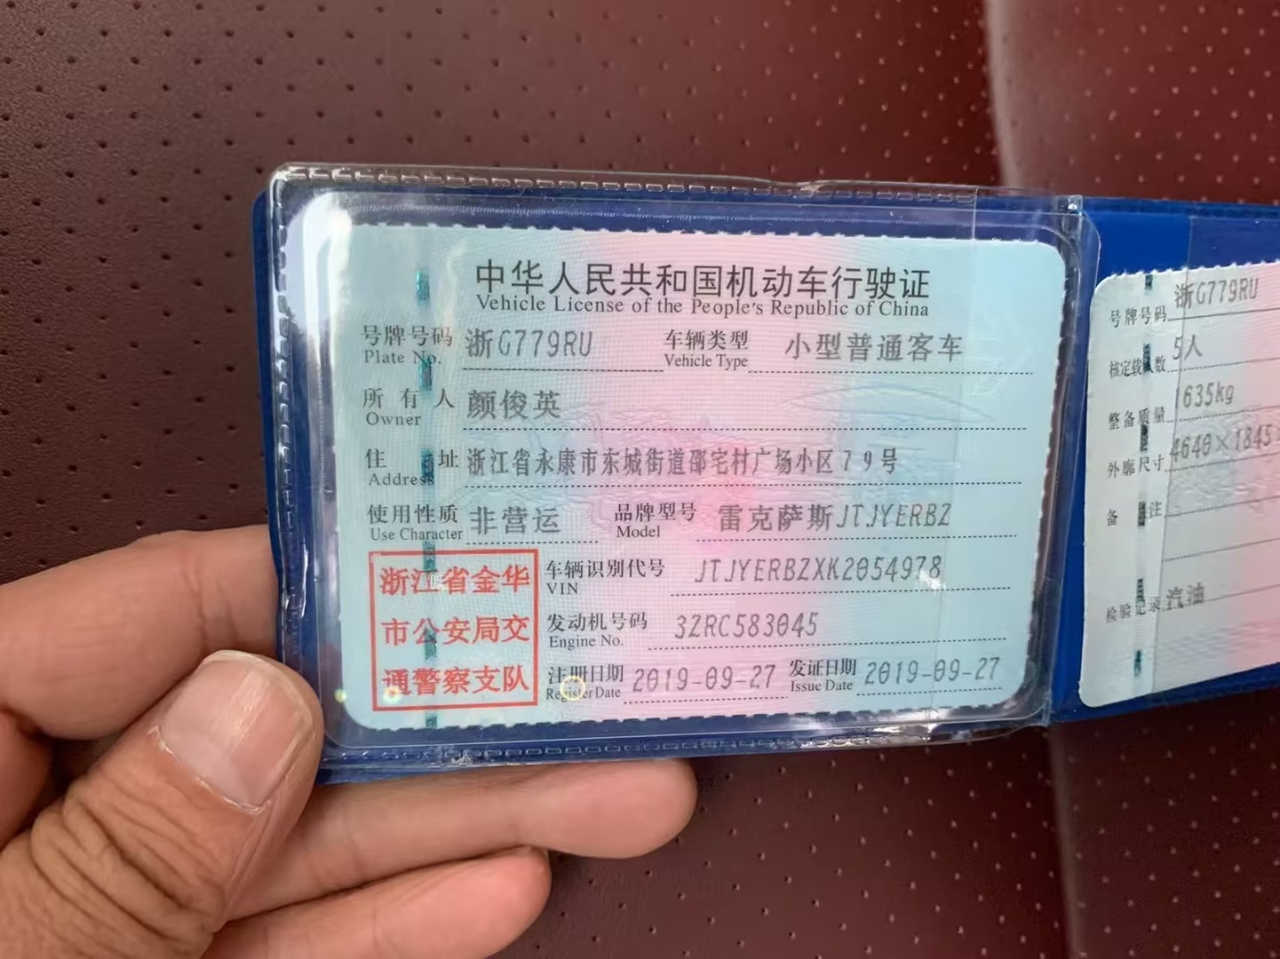 中华人民共和国机动车行驶证
Vehicle License of the People's Republic of China
号牌号码 浙G779RU 车辆类型 小型普通客车
Plate No. Vehicle Type
所有人 颜俊英
Owner
住址 浙江省永康市东城街道邵宅村广场小区79号
Address
使用性质 非营运 品牌型号 雷克萨斯JTJYERBZ
Use Character Model
浙江省金华
市公安局交
通警察支队
车辆识别代号 JTJYERBZXK2054978
VIN
发动机号码 3ZRC583045
Engine No.
注册日期 2019-09-27 发证日期 2019-09-27
Register Date Issue Date
号牌号码 浙G779RU
核定载人数 5人
整备质量 1635kg
外廓尺寸 4640×1845
备注
检验记录 汽油